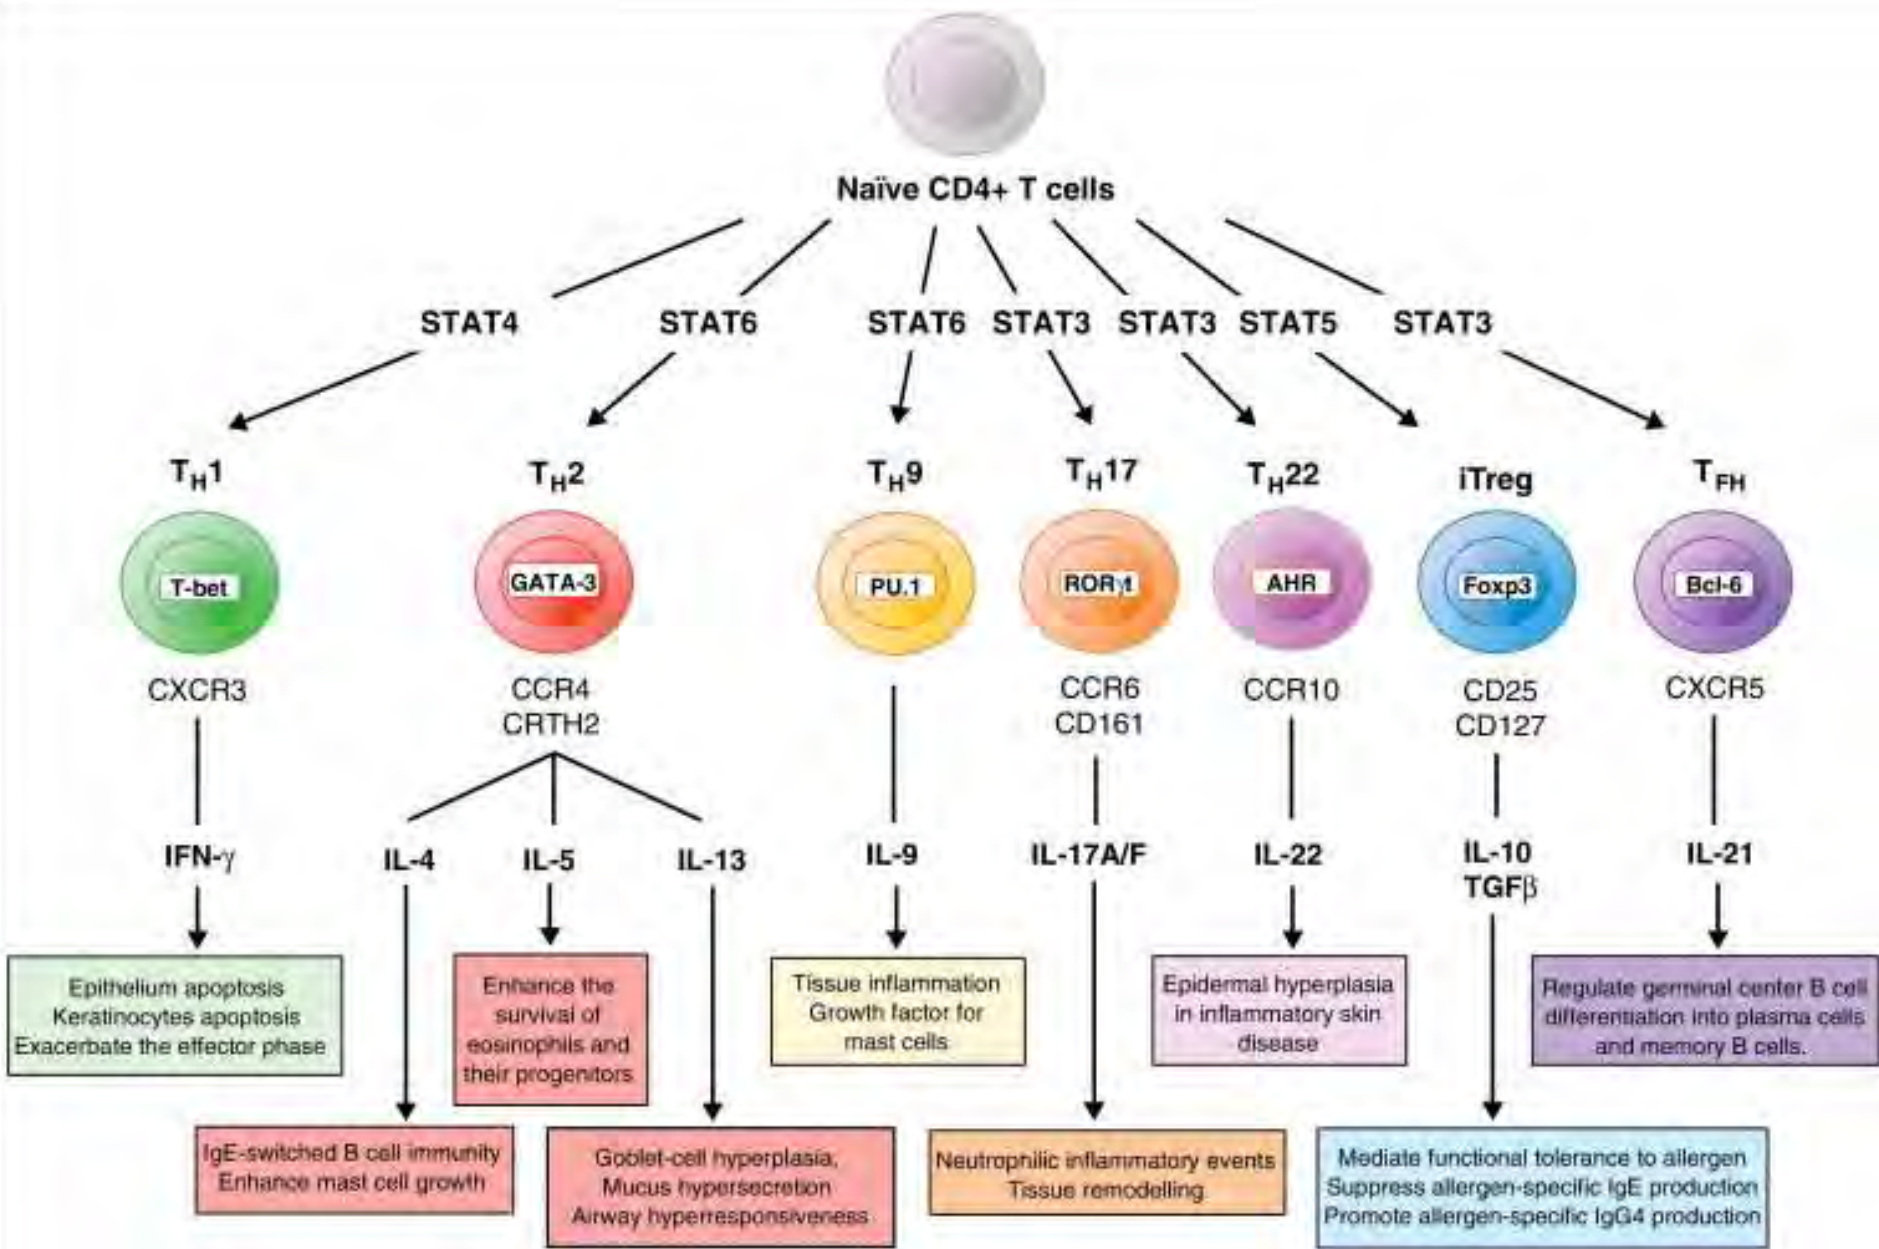 Naïve CD4+ T cells
STAT4 STAT6 STAT6 STAT3 STAT3 STAT5 STAT3
TH1 TH2 TH9 TH17 TH22 iTreg TFH
T-bet GATA-3 PU.1 RORγt AHR Foxp3 Bcl-6
CXCR3 CCR4 CCR6 CCR10 CD25 CXCR5
CRTH2 CD161 CD127
IFN-γ IL-4 IL-5 IL-13 IL-9 IL-17A/F IL-22 IL-10 IL-21
TGFβ
Epithelium apoptosis
Keratinocytes apoptosis
Exacerbate the effector phase
IgE-switched B cell immunity
Enhance mast cell growth
Enhance the
survival of
eosinophils and
their progenitors
Goblet-cell hyperplasia,
Mucus hypersecretion
Airway hyperresponsiveness
Tissue inflammation
Growth factor for
mast cells
Neutrophilic inflammatory events
Tissue remodelling
Epidermal hyperplasia
in inflammatory skin
disease
Mediate functional tolerance to allergen
Suppress allergen-specific IgE production
Promote allergen-specific IgG4 production
Regulate germinal center B cell
differentiation into plasma cells
and memory B cells.